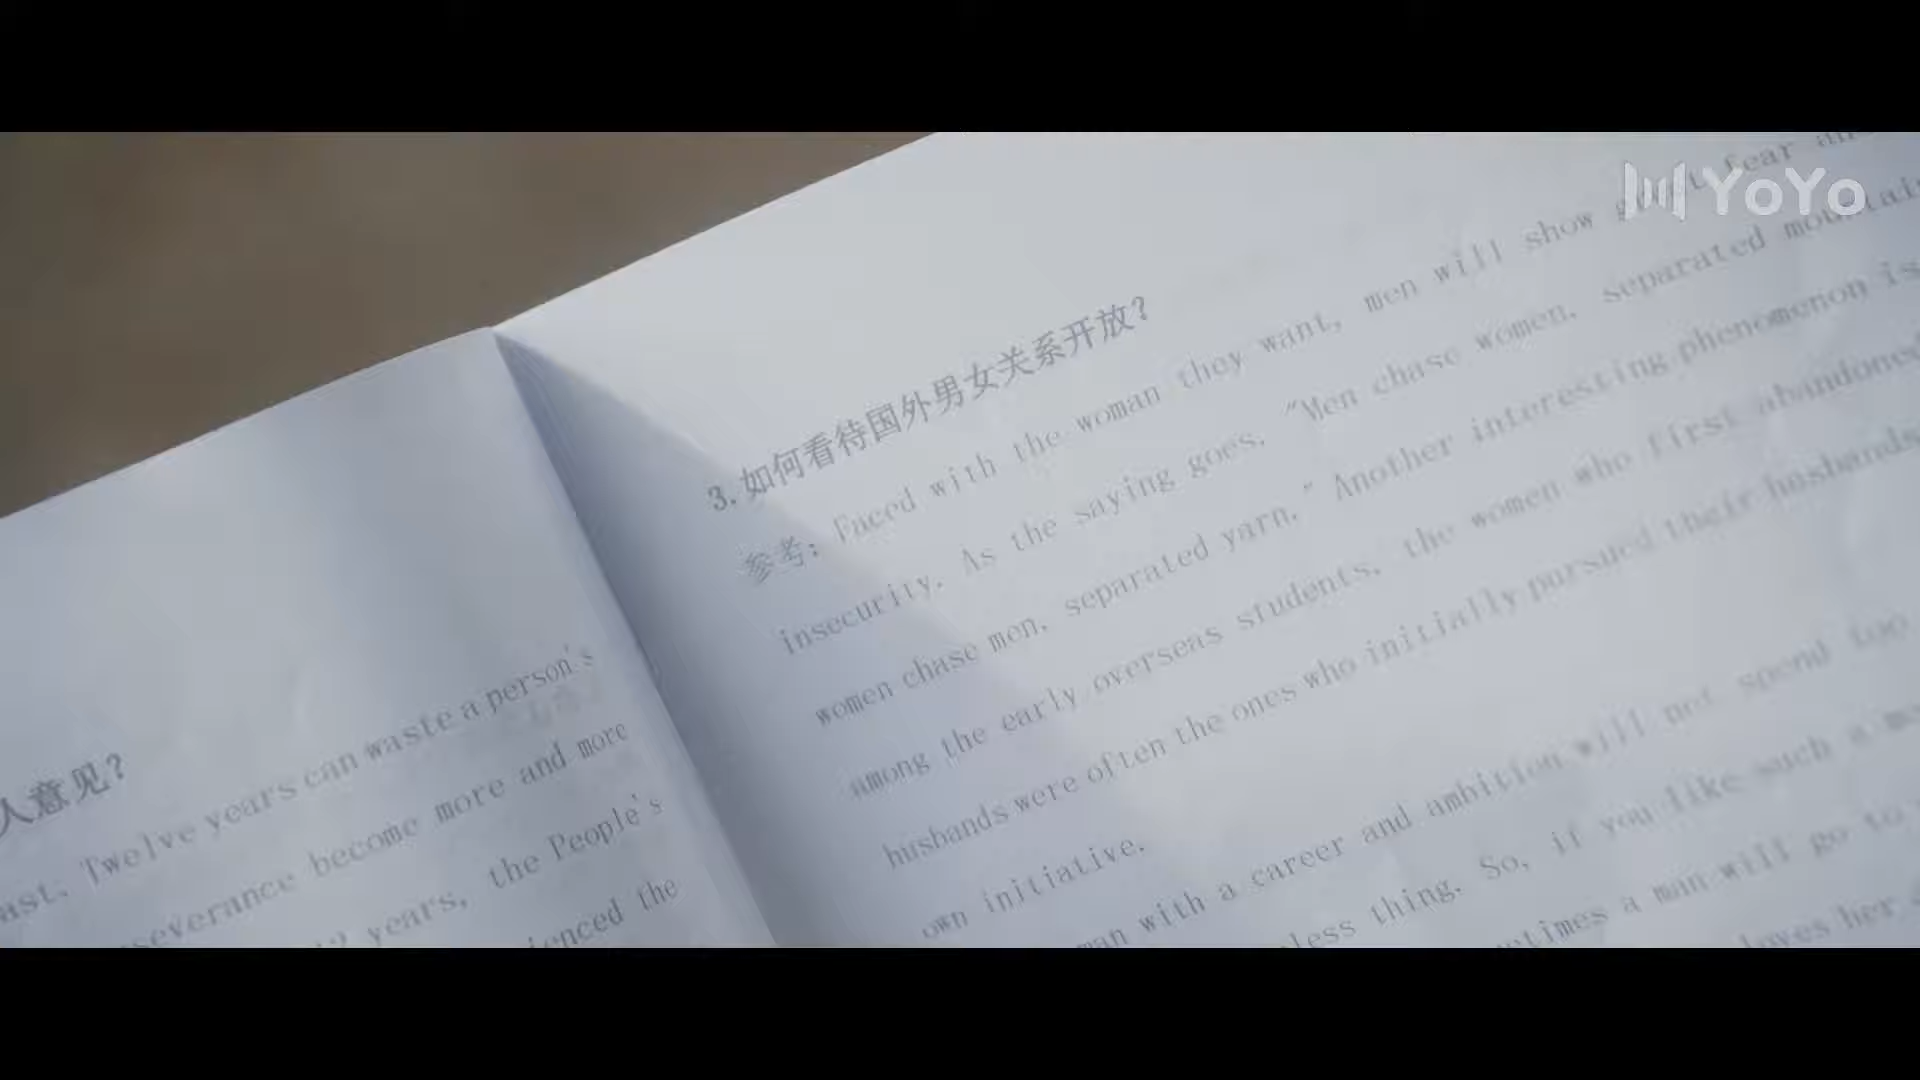 人意见?
ast. Twelve years can waste a person's
severance become more and more
years, the People's
ienced the
3. 如何看待国外男女关系开放?
参考: Faced with the woman they want, men will show great fear and
insecurity. As the saying goes, "Men chase women, separated mountain
women chase men, separated yarn." Another interesting phenomenon is
among the early overseas students, the women who first abandoned
husbands were often the ones who initially pursued their husbands
own initiative.
man with a career and ambition will not spend too
less thing. So, if you like such a
etimes a man will go to
loves her
YoYo